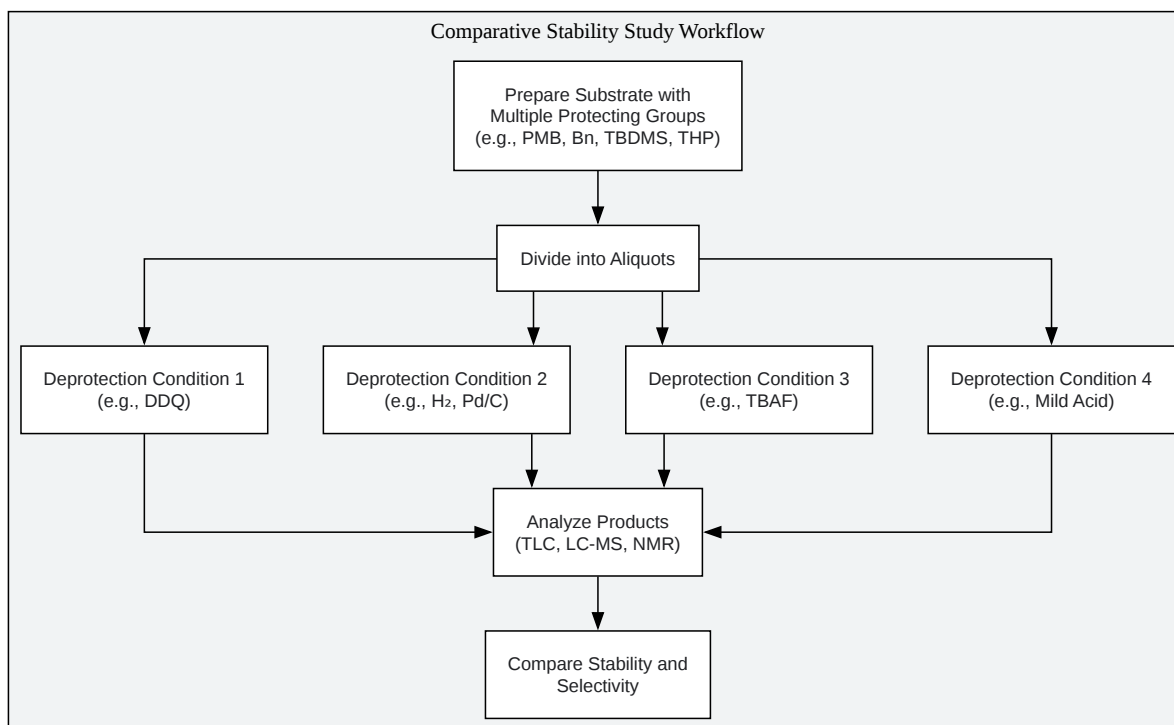 Comparative Stability Study Workflow
Prepare Substrate with
Multiple Protecting Groups
(e.g., PMB, Bn, TBDMS, THP)
Divide into Aliquots
Deprotection Condition 1
(e.g., DDQ)
Deprotection Condition 2
(e.g., H₂, Pd/C)
Deprotection Condition 3
(e.g., TBAF)
Deprotection Condition 4
(e.g., Mild Acid)
Analyze Products
(TLC, LC-MS, NMR)
Compare Stability and
Selectivity